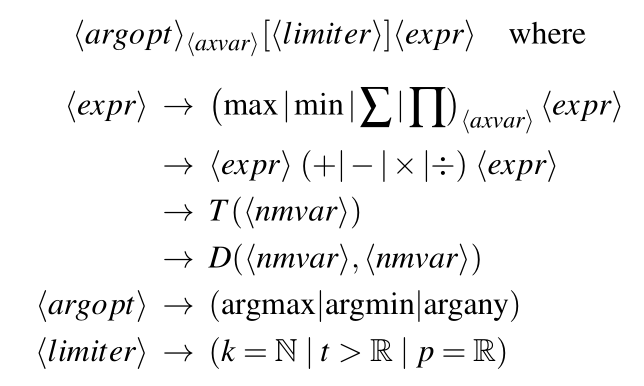 ⟨argopt⟩⟨axvar⟩[⟨limiter⟩]⟨expr⟩ where
⟨expr⟩ → (max|min|∑|∏)⟨axvar⟩ ⟨expr⟩
→ ⟨expr⟩ (+|−|×|÷) ⟨expr⟩
→ T(⟨nmvar⟩)
→ D(⟨nmvar⟩,⟨nmvar⟩)
⟨argopt⟩ → (argmax|argmin|argany)
⟨limiter⟩ → (k = ℕ | t > ℝ | p = ℝ)